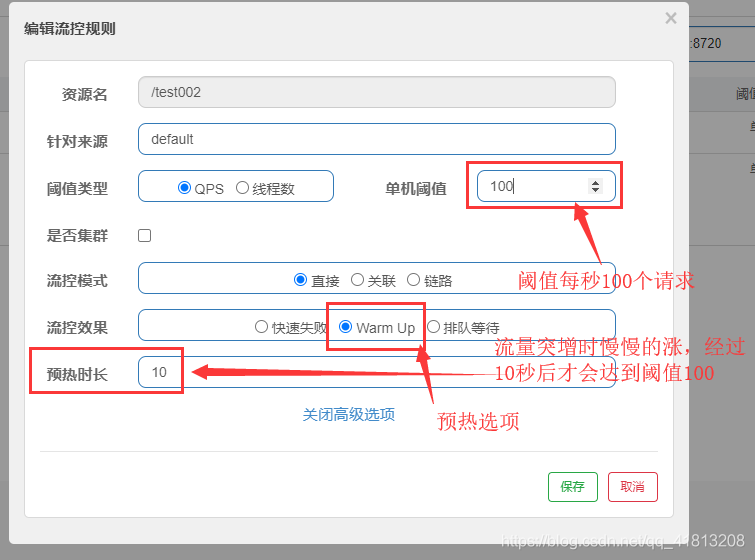 编辑流控规则
×
:8720
资源名 /test002
阈值
针对来源 default
单
阈值类型 QPS 线程数 单机阈值 100
单
是否集群
阈值每秒100个请求
流控模式 直接 关联 链路
流控效果 快速失败 Warm Up 排队等待
流量突增时慢慢的涨，经过
10秒后才会达到阈值100
预热时长 10
关闭高级选项
预热选项
保存 取消
https://blog.csdn.net/qq_41813208